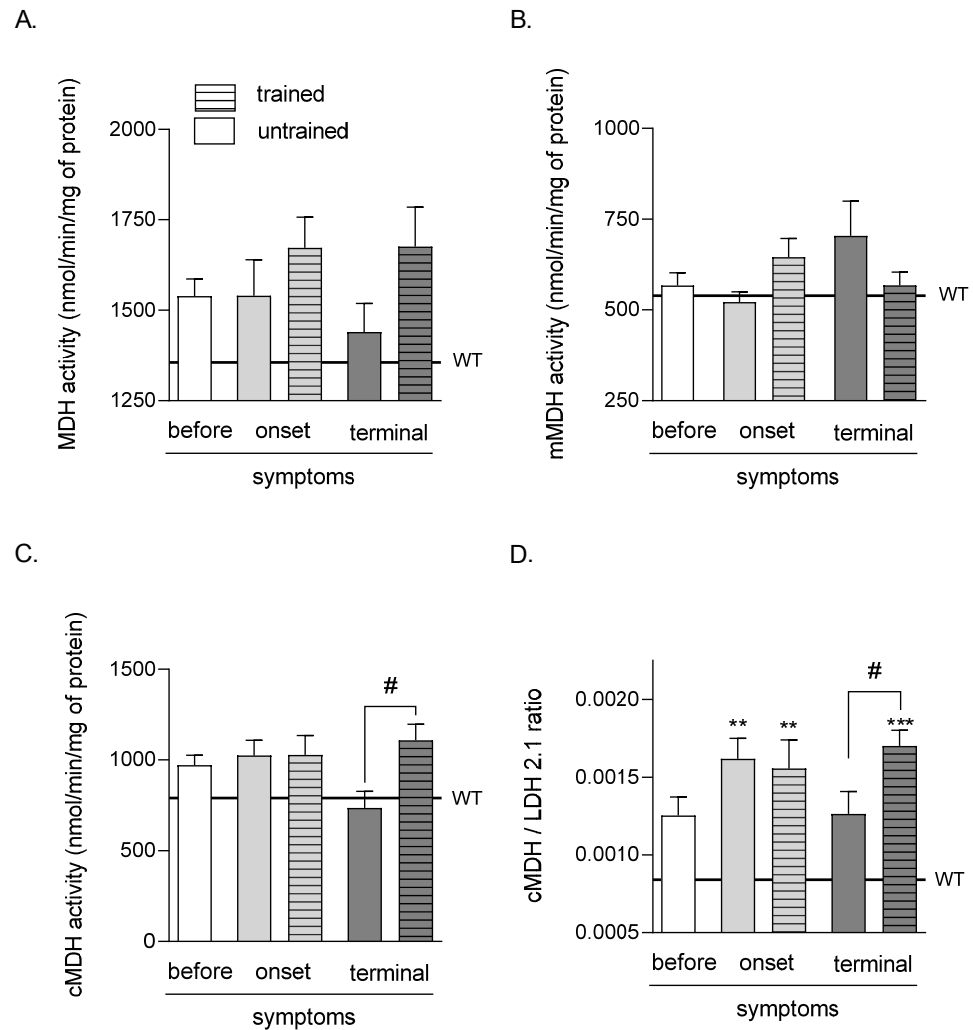 A.
MDH activity (nmol/min/mg of protein)
trained
untrained
2000
1750
1500
1250
WT
before onset terminal
symptoms
B.
mMDH activity (nmol/min/mg of protein)
1000
750
500
250
WT
before onset terminal
symptoms
C.
cMDH activity (nmol/min/mg of protein)
1500
1000
500
0
#
WT
before onset terminal
symptoms
D.
cMDH / LDH 2.1 ratio
0.0020
0.0015
0.0010
0.0005
#
** ** ***
WT
before onset terminal
symptoms